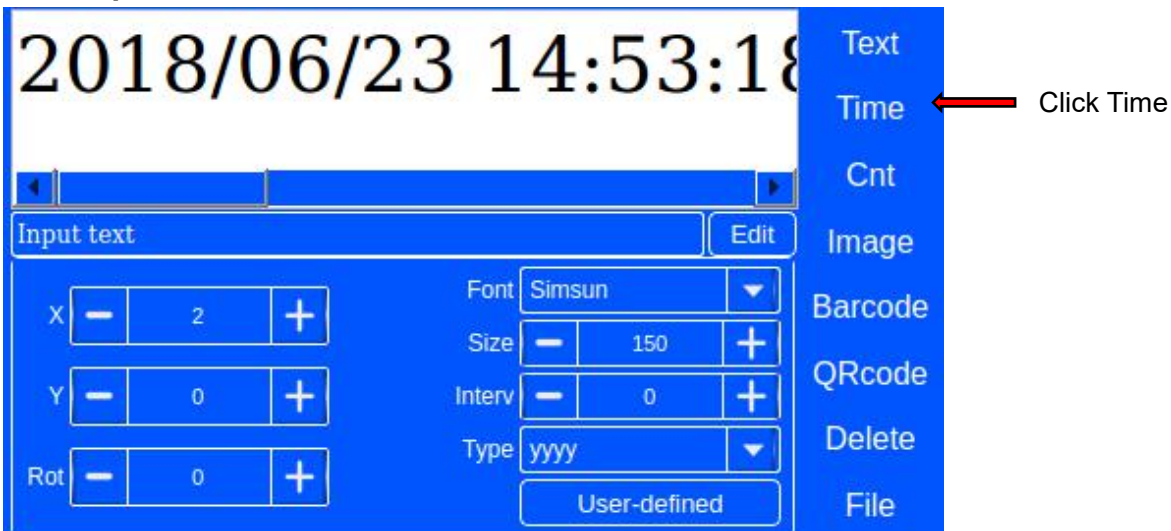 2018/06/23 14:53:18
Text
Time
Click Time
Cnt
Input text
Edit
Image
Barcode
QRcode
Delete
File
X
2
Y
0
Rot
0
Font
Simsun
Size
150
Interv
0
Type
yyyy
User-defined